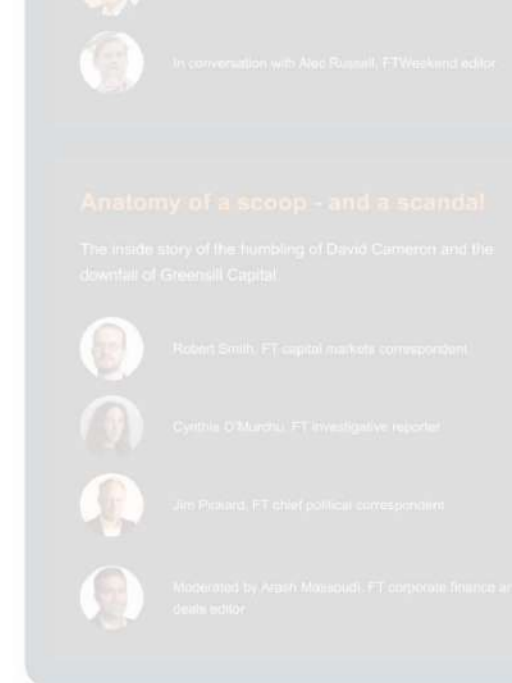 In conversation with Alec Russell, FTWeekend editor
Anatomy of a scoop - and a scandal
The inside story of the humbling of David Cameron and the
downfall of Greensill Capital
Robert Smith, FT capital markets correspondent
Cynthia O'Murchu, FT investigative reporter
Jim Pickard, FT chief political correspondent
Moderated by Arash Massoudi, FT corporate finance
deals editor